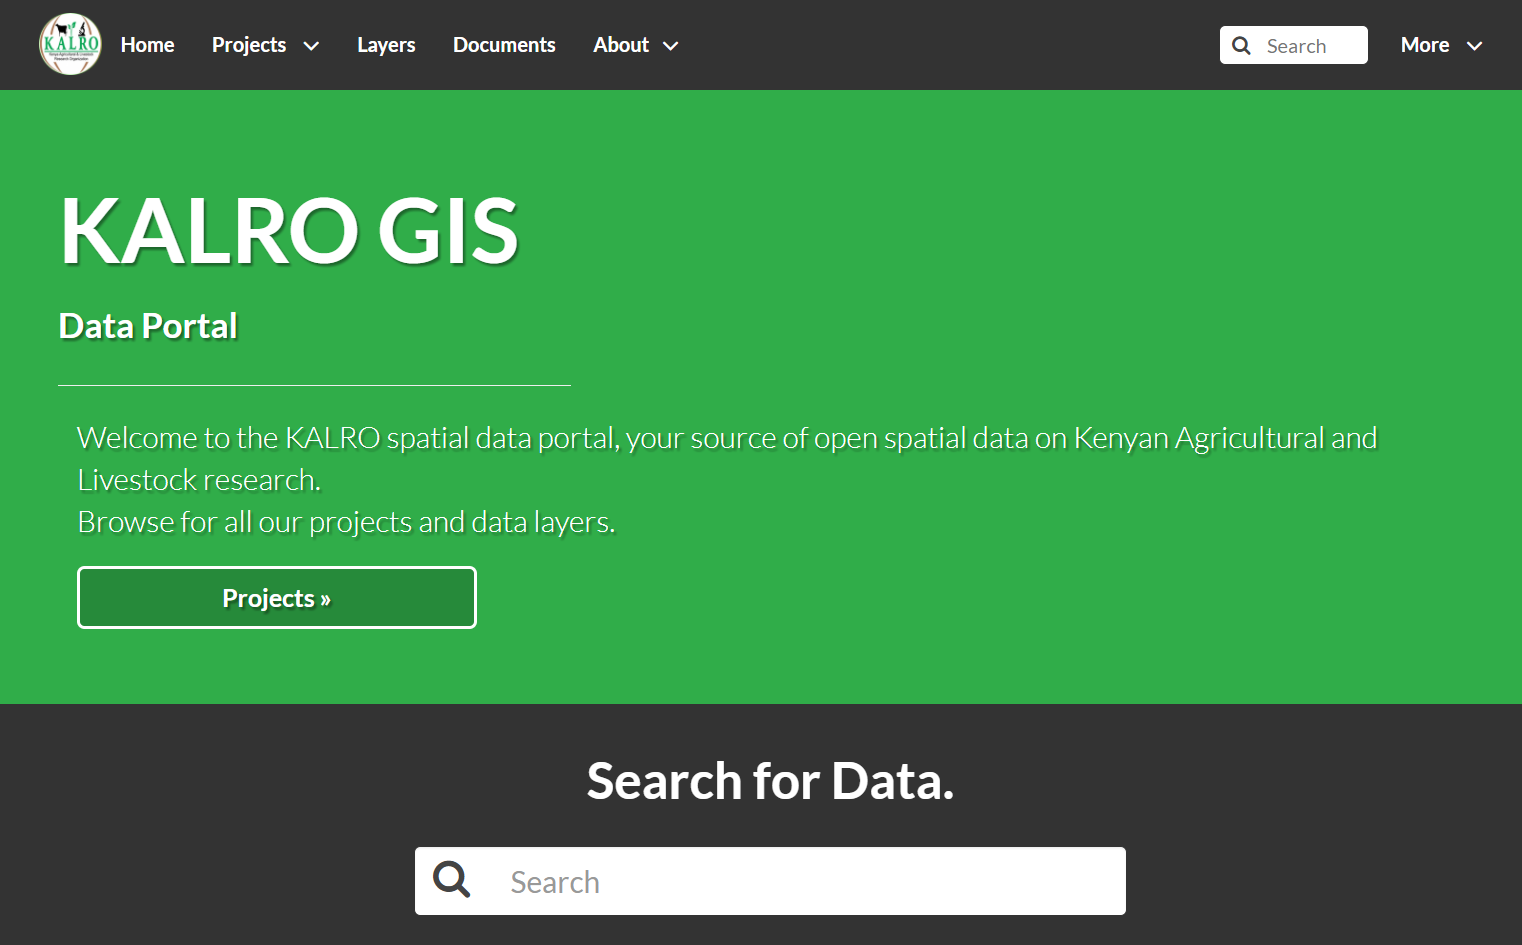 KALRO
Home
Projects
Layers
Documents
About
Search
More
KALRO GIS
Data Portal
Welcome to the KALRO spatial data portal, your source of open spatial data on Kenyan Agricultural and
Livestock research.
Browse for all our projects and data layers.
Projects »
Search for Data.
Search